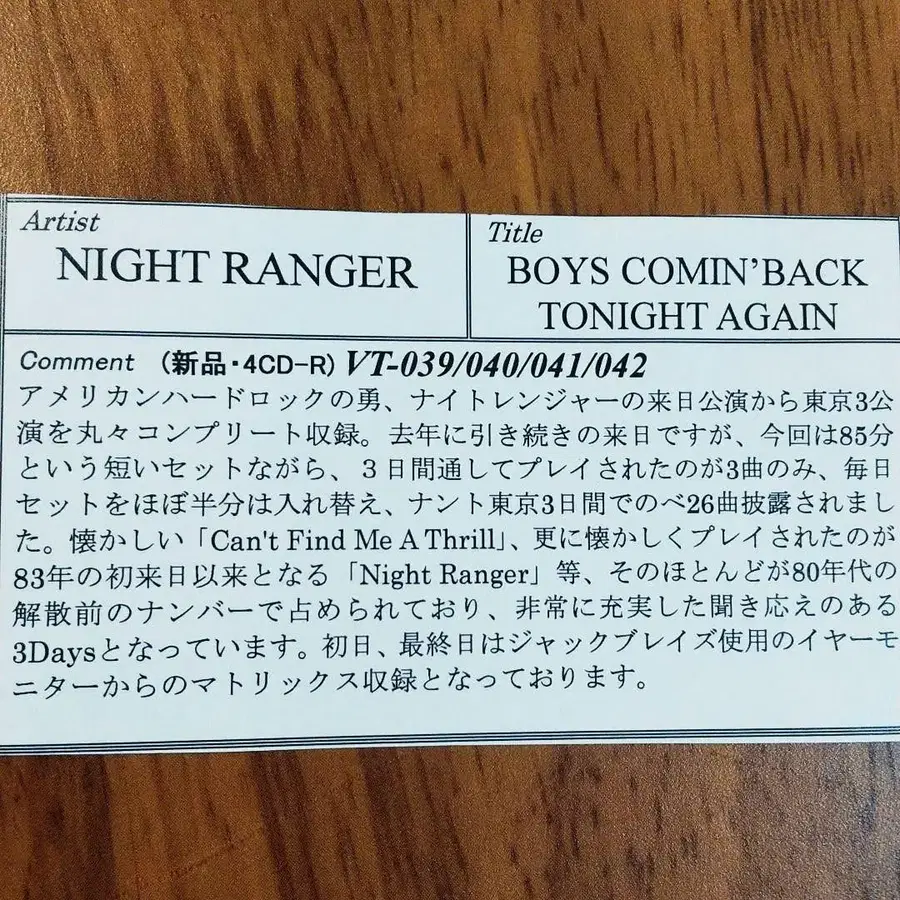 Artist
NIGHT RANGER
Title
BOYS COMIN'BACK
TONIGHT AGAIN
Comment (新品・4CD-R) VT-039/040/041/042
アメリカンハードロックの勇、ナイトレンジャーの来日公演から東京3公
演を丸々コンプリート収録。去年に引き続きの来日ですが、今回は85分
という短いセットながら、３日間通してプレイされたのが3曲のみ、毎日
セットをほぼ半分は入れ替え、ナント東京3日間でのべ26曲披露されまし
た。懐かしい「Can't Find Me A Thrill」、更に懐かしくプレイされたのが
83年の初来日以来となる「Night Ranger」等、そのほとんどが80年代の
解散前のナンバーで占められており、非常に充実した聞き応えのある
3Daysとなっています。初日、最終日はジャックブレイズ使用のイヤーモ
ニターからのマトリックス収録となっております。